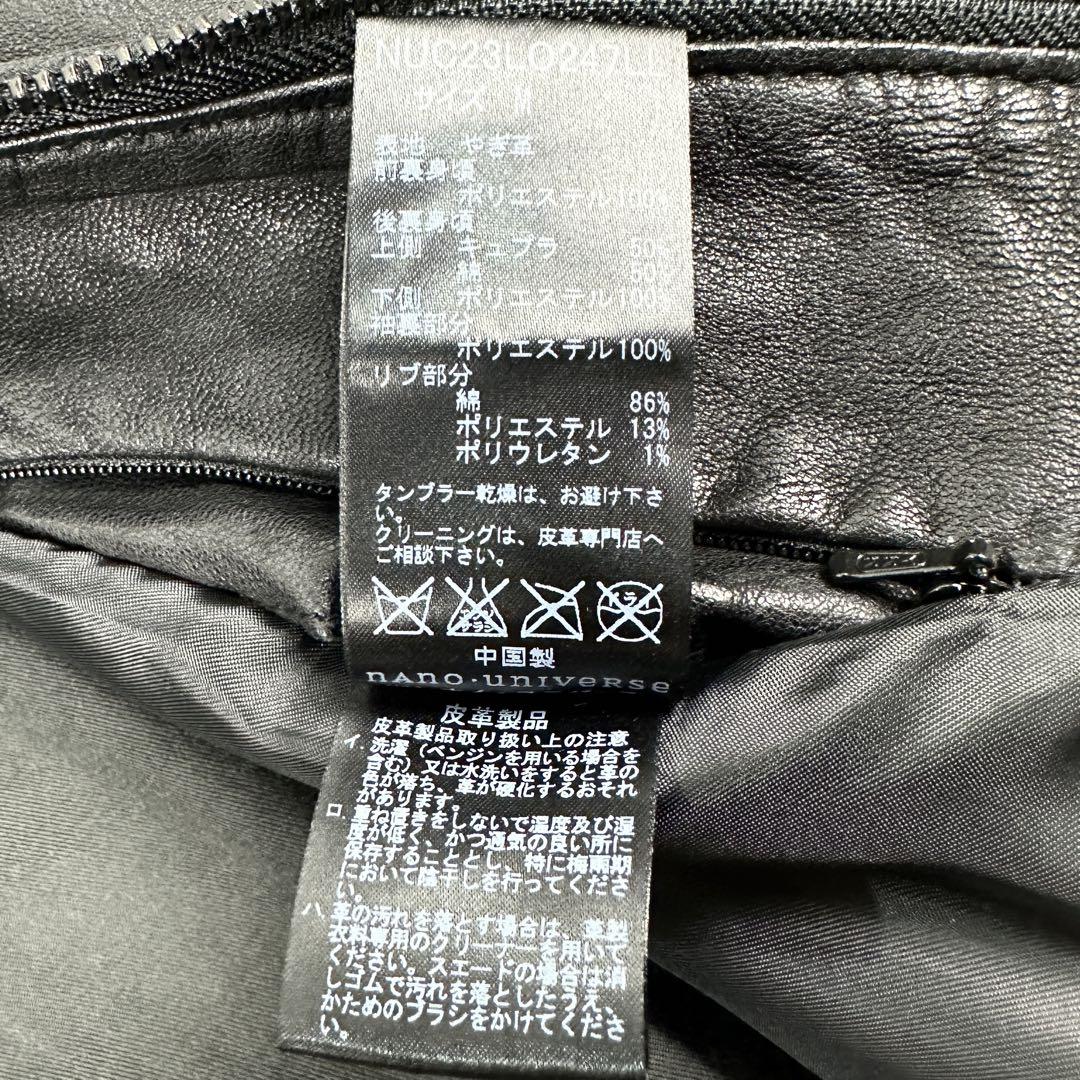 NUC23L0247LL
サイズ M
表地 やぎ革
前裏身頃
ポリエステル100%
後裏身頃
上側 キュプラ 50%
綿 50%
下側 ポリエステル100%
袖裏部分
ポリエステル100%
リブ部分
綿 86%
ポリエステル 13%
ポリウレタン 1%
タンブラー乾燥は、お避け下さ
い。
クリーニングは、皮革専門店へ
ご相談下さい。
中国製
nano・universe
皮革製品
皮革製品取り扱い上の注意
イ.洗濯(ベンジンを用いる場合を
含む)又は水洗いをすると革の
色が落ち、革が硬化するおそれ
があります。
ロ.重ね置きをしないで温度及び湿
度が低く、かつ通気の良い所に
保存することとし、特に梅雨期
において陰干しを行ってくださ
い。
ハ.革の汚れを落とす場合は、革製
衣料専用のクリーナーを用いて
ください。スエードの場合は消
しゴムで汚れを落としたうえ、
かためのブラシをかけてくださ
い。